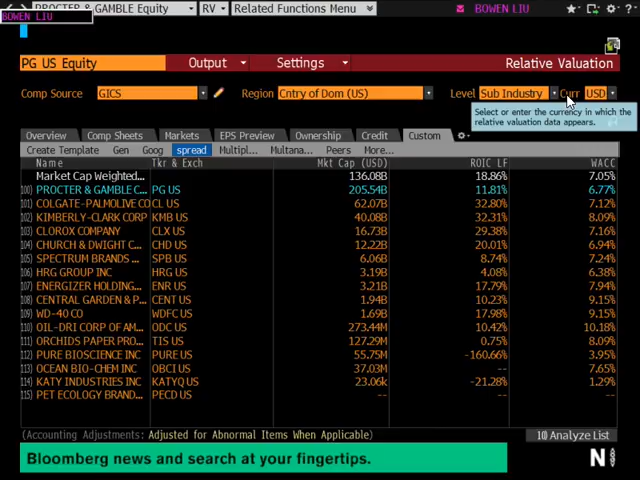 PROCTER & GAMBLE Equity RV Related Functions Menu BOWEN LIU
BOWEN LIU
PG US Equity Output Settings Relative Valuation
Comp Source GICS Region Cntry of Dom (US) Level Sub Industry Curr USD
Select or enter the currency in which the
relative valuation data appears.
Overview Comp Sheets Markets EPS Preview Ownership Credit Custom
Create Template Gen Goog spread Multipl... Multana... Peers More...
Name Tkr & Exch Mkt Cap (USD) ROIC LF WACC
Market Cap Weighted... 136.08B 18.86% 7.05%
100) PROCTER & GAMBLE C... PG US 205.54B 11.81% 6.77%
101) COLGATE-PALMOLIVE CO CL US 62.07B 32.80% 7.12%
102) KIMBERLY-CLARK CORP KMB US 40.08B 32.31% 8.09%
103) CLOROX COMPANY CLX US 16.73B 29.38% 7.16%
104) CHURCH & DWIGHT C... CHD US 12.22B 20.01% 6.94%
105) SPECTRUM BRANDS ... SPB US 6.06B 8.74% 7.24%
106) HRG GROUP INC HRG US 3.19B 4.08% 6.38%
107) ENERGIZER HOLDING... ENR US 3.21B 17.79% 7.94%
108) CENTRAL GARDEN & P... CENT US 1.94B 10.23% 9.15%
109) WD-40 CO WDFC US 1.69B 17.98% 9.15%
110) OIL-DRI CORP OF AM... ODC US 273.44M 10.42% 10.18%
111) ORCHIDS PAPER PRO... TIS US 127.29M 0.75% 8.09%
112) PURE BIOSCIENCE INC PURE US 55.75M -160.66% 3.95%
113) OCEAN BIO-CHEM INC OBCI US 37.03M -- 7.65%
114) KATY INDUSTRIES INC KATYQ US 23.06k -21.28% 1.29%
115) PET ECOLOGY BRAND... PECD US -- -- --
(Accounting Adjustments: Adjusted for Abnormal Items When Applicable) 10) Analyze List
Bloomberg news and search at your fingertips. N